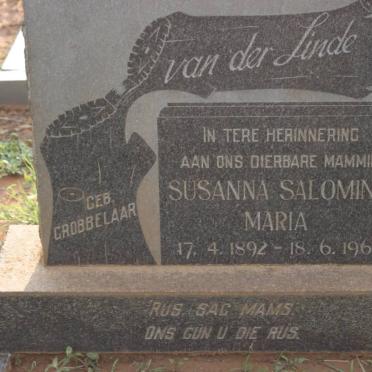 van der Linde
IN TERE HERINNERING
AAN ONS DIERBARE MAMMIE
SUSANNA SALOMIN
MARIA
17. 4. 1892 - 18. 6. 196
GEB.
GROBBELAAR
RUS SAG MAMS.
ONS GUN U DIE RUS.